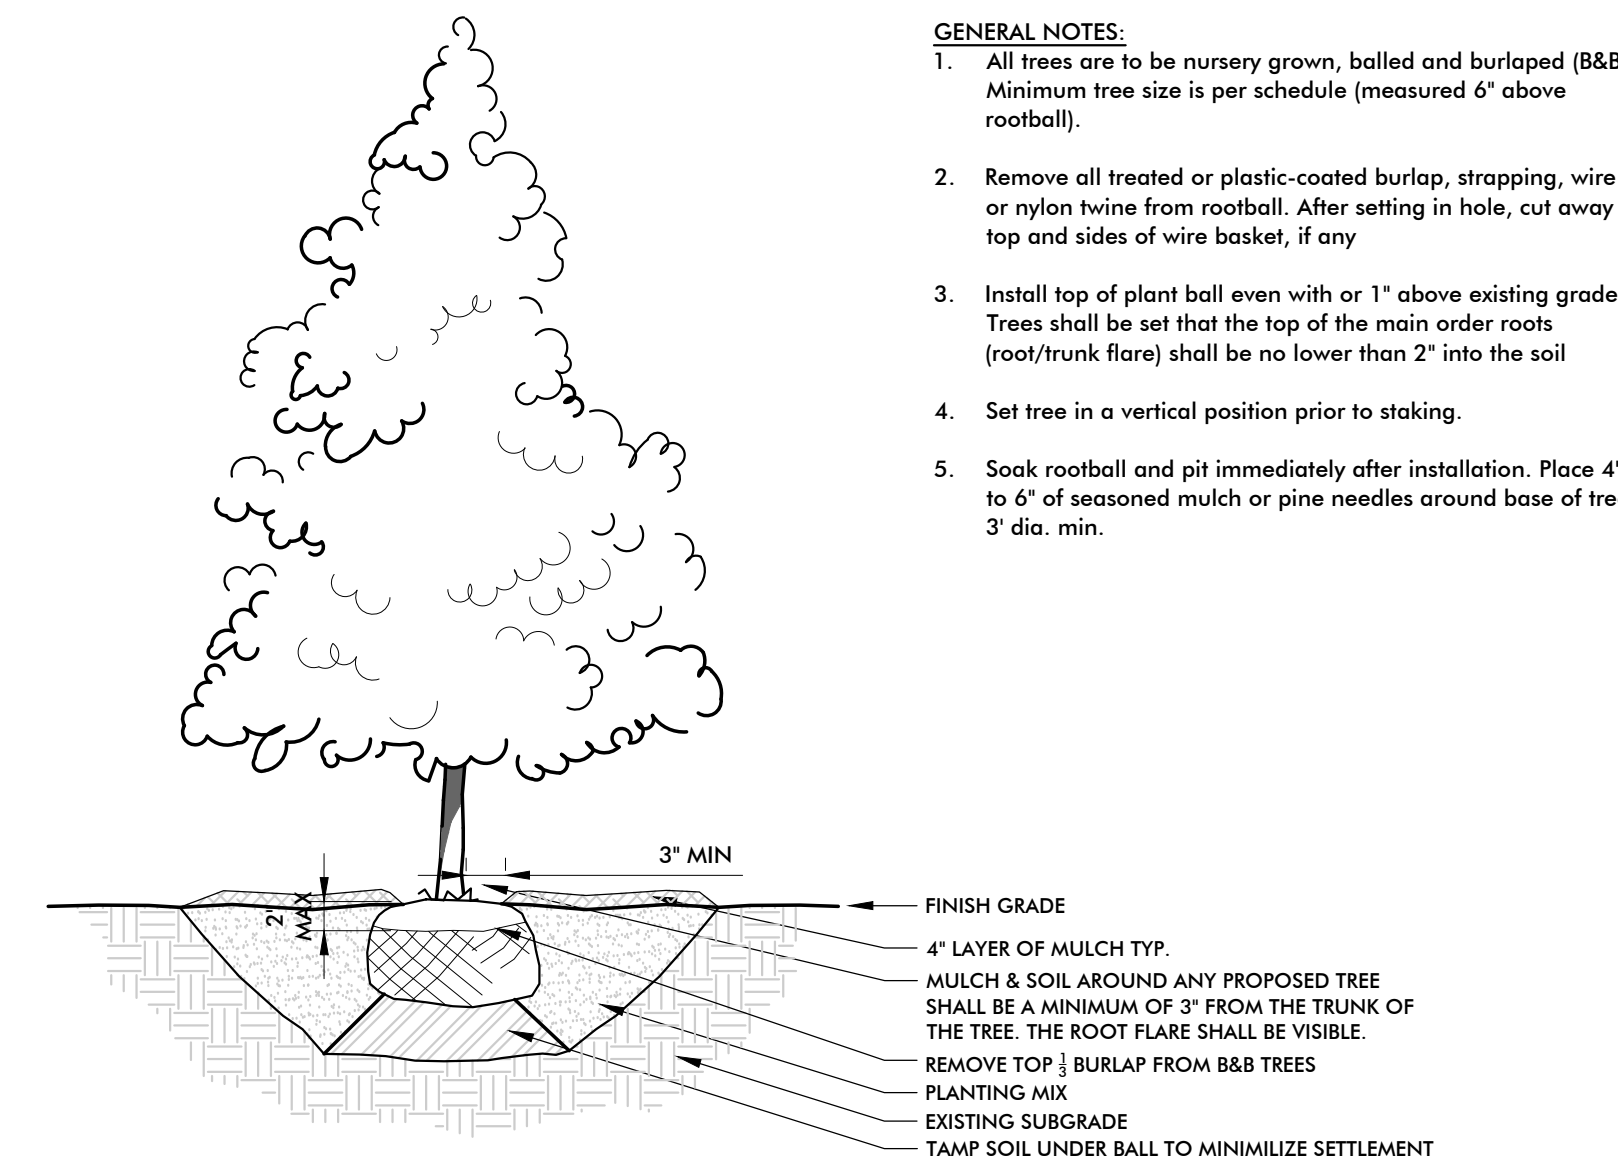 GENERAL NOTES:
1. All trees are to be nursery grown, balled and burlaped (B&B
Minimum tree size is per schedule (measured 6" above
rootball).
2. Remove all treated or plastic-coated burlap, strapping, wire
or nylon twine from rootball. After setting in hole, cut away
top and sides of wire basket, if any
3. Install top of plant ball even with or 1" above existing grade
Trees shall be set that the top of the main order roots
(root/trunk flare) shall be no lower than 2" into the soil
4. Set tree in a vertical position prior to staking.
5. Soak rootball and pit immediately after installation. Place 4"
to 6" of seasoned mulch or pine needles around base of tre
3' dia. min.
3" MIN
2"
MAX
FINISH GRADE
4" LAYER OF MULCH TYP.
MULCH & SOIL AROUND ANY PROPOSED TREE
SHALL BE A MINIMUM OF 3" FROM THE TRUNK OF
THE TREE. THE ROOT FLARE SHALL BE VISIBLE.
REMOVE TOP 1/3 BURLAP FROM B&B TREES
PLANTING MIX
EXISTING SUBGRADE
TAMP SOIL UNDER BALL TO MINIMILIZE SETTLEMENT